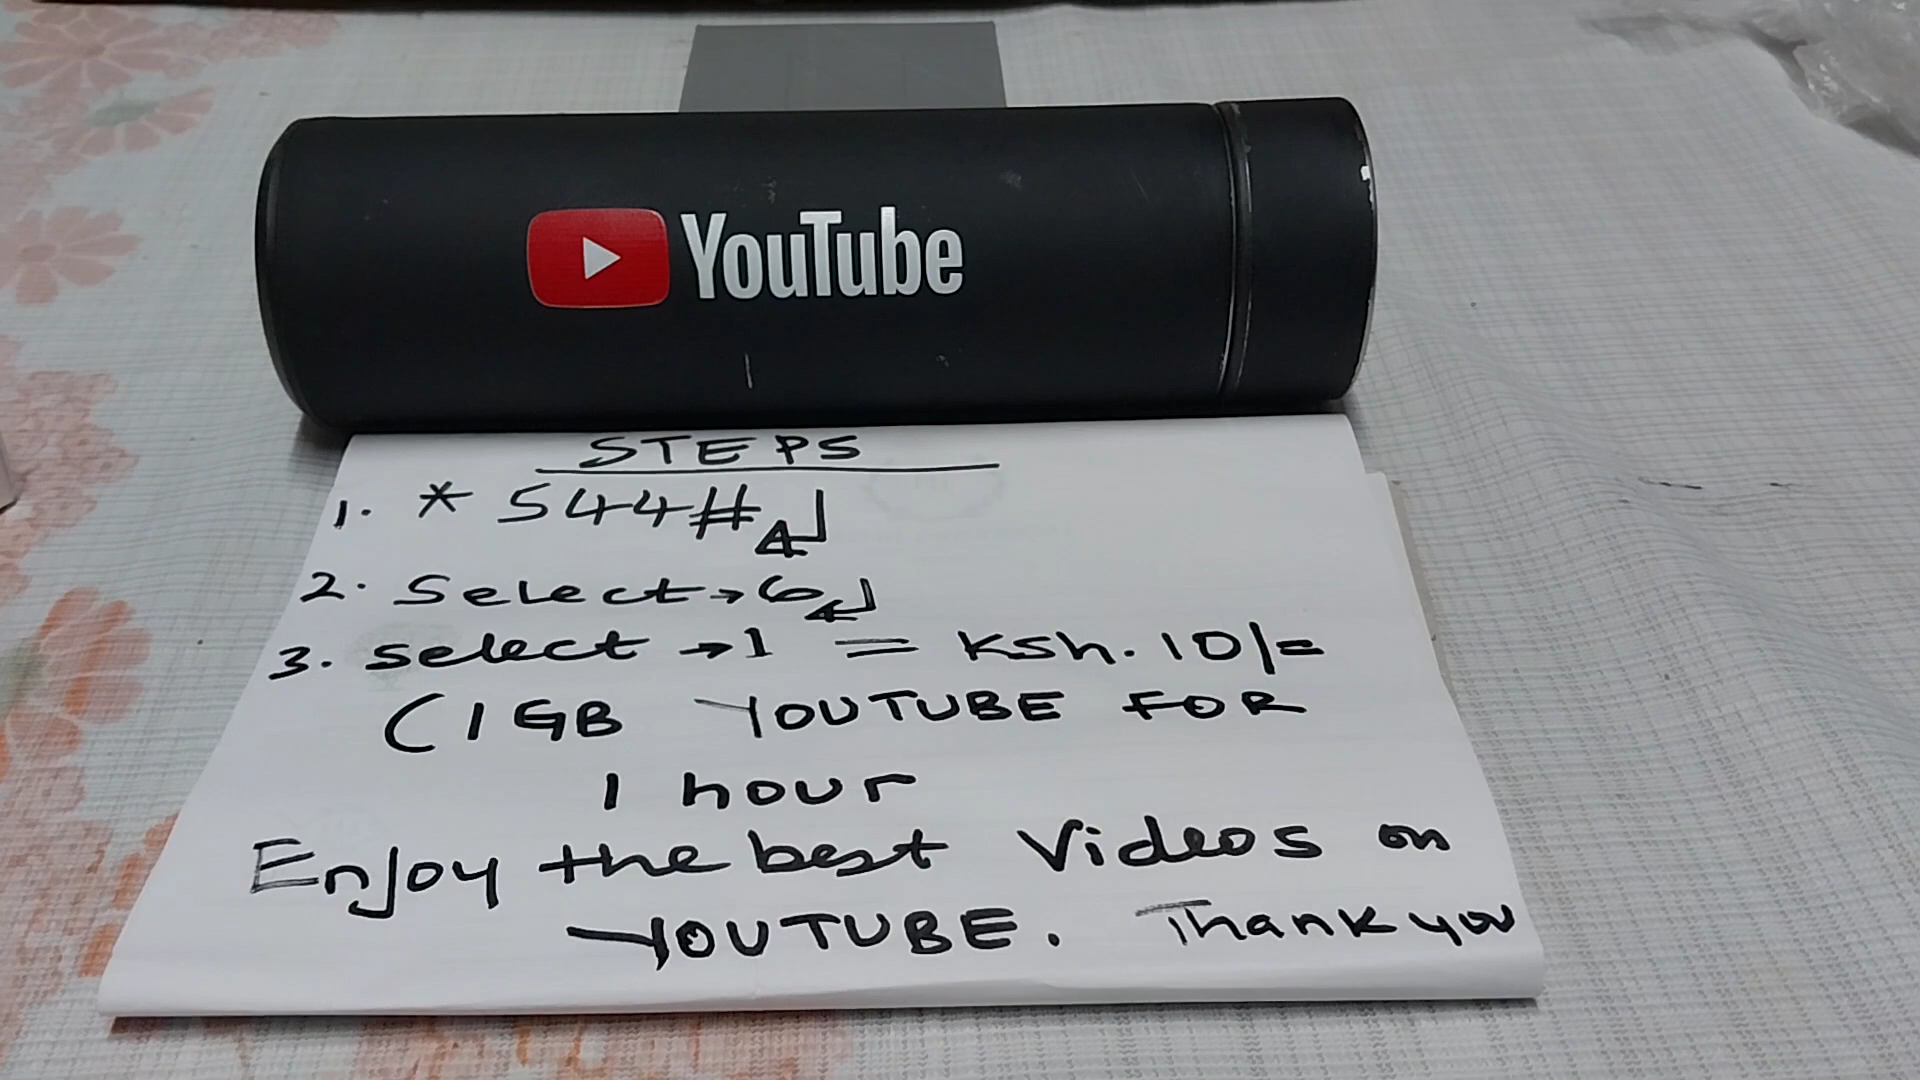 YouTube
STEPS
1. *544#↲
2. Select→6↲
3. select →1 = Ksh. 10/=
(1GB YOUTUBE FOR
1 hour
Enjoy the best Videos on
YOUTUBE. Thank you